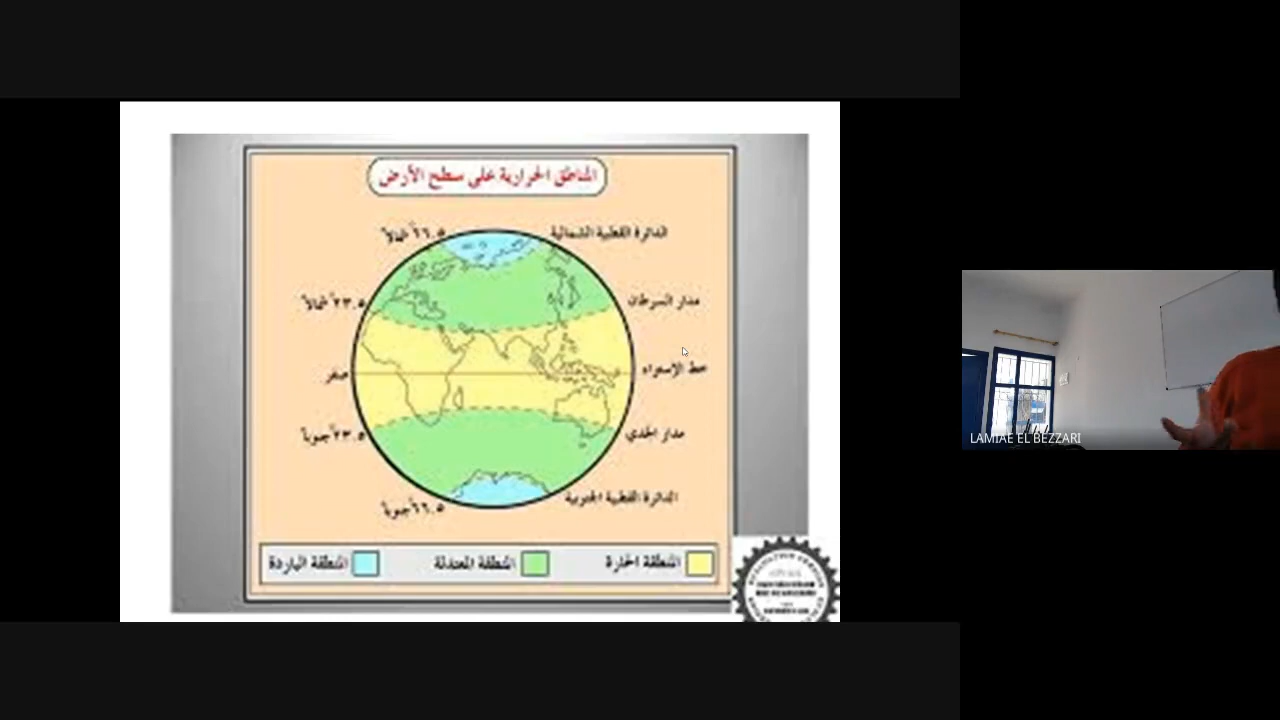 المناطق الحرارية على سطح الأرض
الدائرة القطبية الشمالية
٦٦.٥ شمالاً
مدار السرطان
٢٣.٥ شمالاً
خط الإستواء
صفر
مدار الجدي
٢٣.٥ جنوباً
الدائرة القطبية الجنوبية
٦٦.٥ جنوباً
المنطقة الحارة
المنطقة المعتدلة
المنطقة الباردة
LAMIAE EL BEZZARI